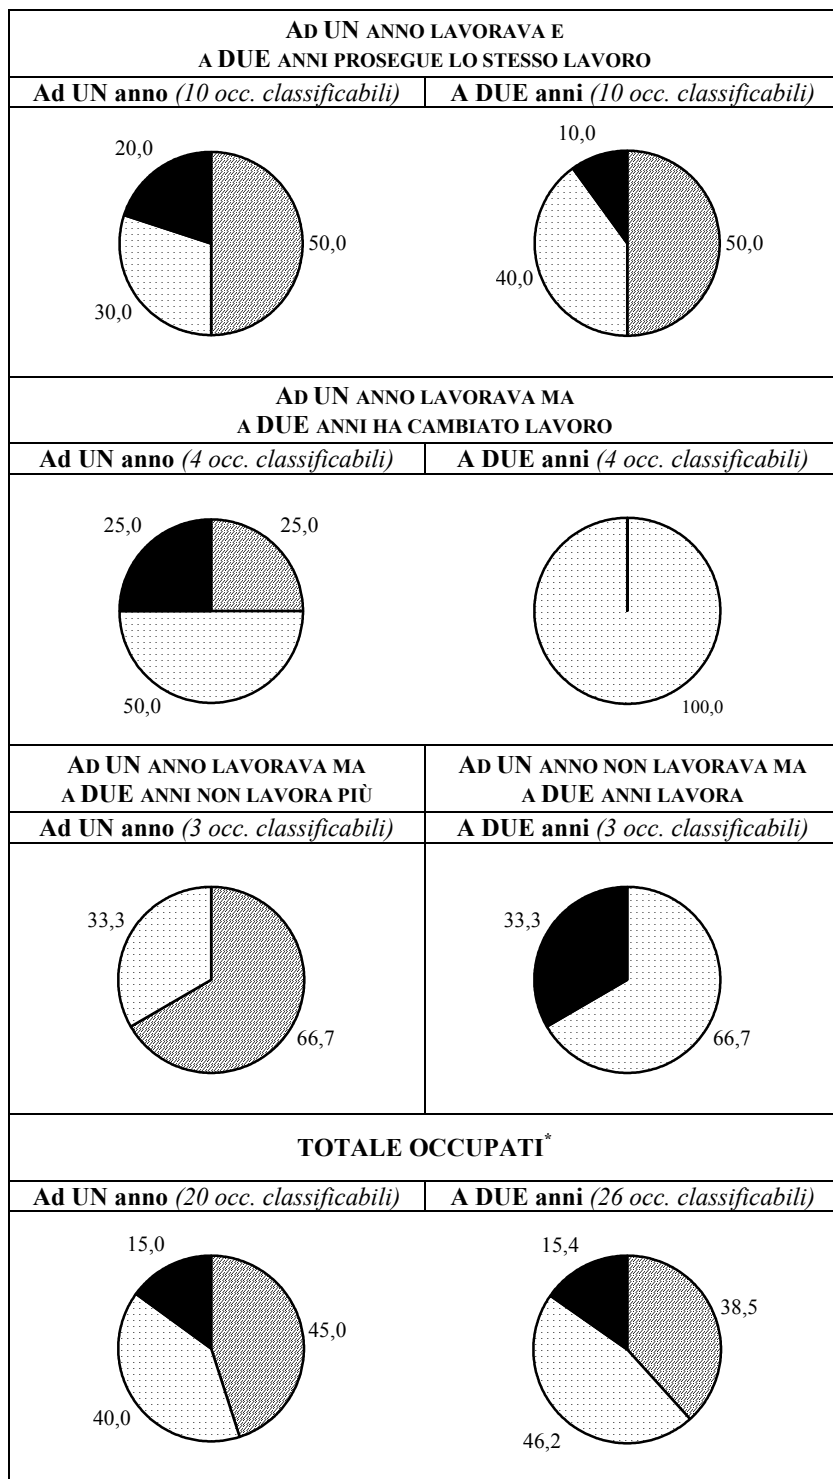 AD UN ANNO LAVORAVA E
A DUE ANNI PROSEGUE LO STESSO LAVORO
Ad UN anno (10 occ. classificabili)
A DUE anni (10 occ. classificabili)
20,0
50,0
30,0
10,0
50,0
40,0
AD UN ANNO LAVORAVA MA
A DUE ANNI HA CAMBIATO LAVORO
Ad UN anno (4 occ. classificabili)
A DUE anni (4 occ. classificabili)
25,0
25,0
50,0
100,0
AD UN ANNO LAVORAVA MA
A DUE ANNI NON LAVORA PIÙ
AD UN ANNO NON LAVORAVA MA
A DUE ANNI LAVORA
Ad UN anno (3 occ. classificabili)
A DUE anni (3 occ. classificabili)
33,3
66,7
33,3
66,7
TOTALE OCCUPATI*
Ad UN anno (20 occ. classificabili)
A DUE anni (26 occ. classificabili)
15,0
45,0
40,0
15,4
38,5
46,2